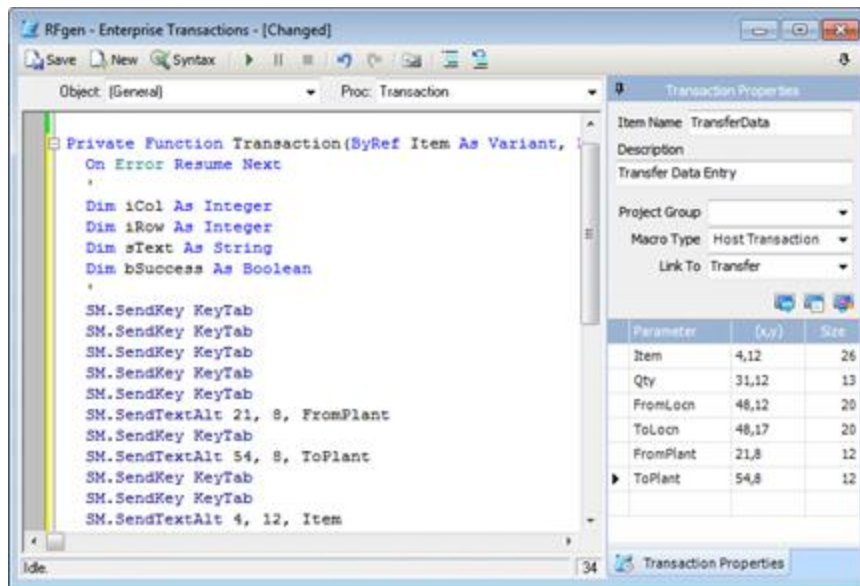 RFgen - Enterprise Transactions - [Changed]
Save New Syntax
Object: (General) Proc: Transaction
Private Function Transaction(ByRef Item As Variant,
On Error Resume Next
'
Dim iCol As Integer
Dim iRow As Integer
Dim sText As String
Dim bSuccess As Boolean
'
SM.SendKey KeyTab
SM.SendKey KeyTab
SM.SendKey KeyTab
SM.SendKey KeyTab
SM.SendKey KeyTab
SM.SendTextAlt 21, 8, FromPlant
SM.SendKey KeyTab
SM.SendTextAlt 54, 8, ToPlant
SM.SendKey KeyTab
SM.SendKey KeyTab
SM.SendTextAlt 4, 12, Item
Idle. 34
Transaction Properties
Item Name TransferData
Description
Transfer Data Entry
Project Group
Macro Type Host Transaction
Link To Transfer
Parameter (x,y) Size
Item 4,12 26
Qty 31,12 13
FromLocn 48,12 20
ToLocn 48,17 20
FromPlant 21,8 12
ToPlant 54,8 12
Transaction Properties